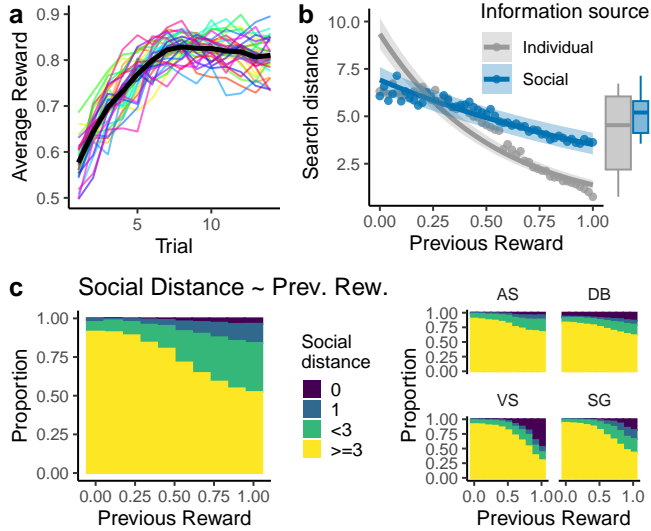 a
0.9
0.8
0.7
0.6
0.5
Average Reward
5
10
Trial
b
Information source
Individual
Social
10.0
7.5
5.0
2.5
Search distance
0.00
0.25
0.50
0.75
1.00
Previous Reward
c
Social Distance ~ Prev. Rew.
1.00
0.75
0.50
0.25
0.00
Proportion
0.00
0.25
0.50
0.75
1.00
Previous Reward
Social
distance
0
1
<3
>=3
AS
DB
VS
SG
1.00
0.75
0.50
0.25
0.00
1.00
0.75
0.50
0.25
0.00
Proportion
0.0
0.5
1.0
0.0
0.5
1.0
Previous Reward